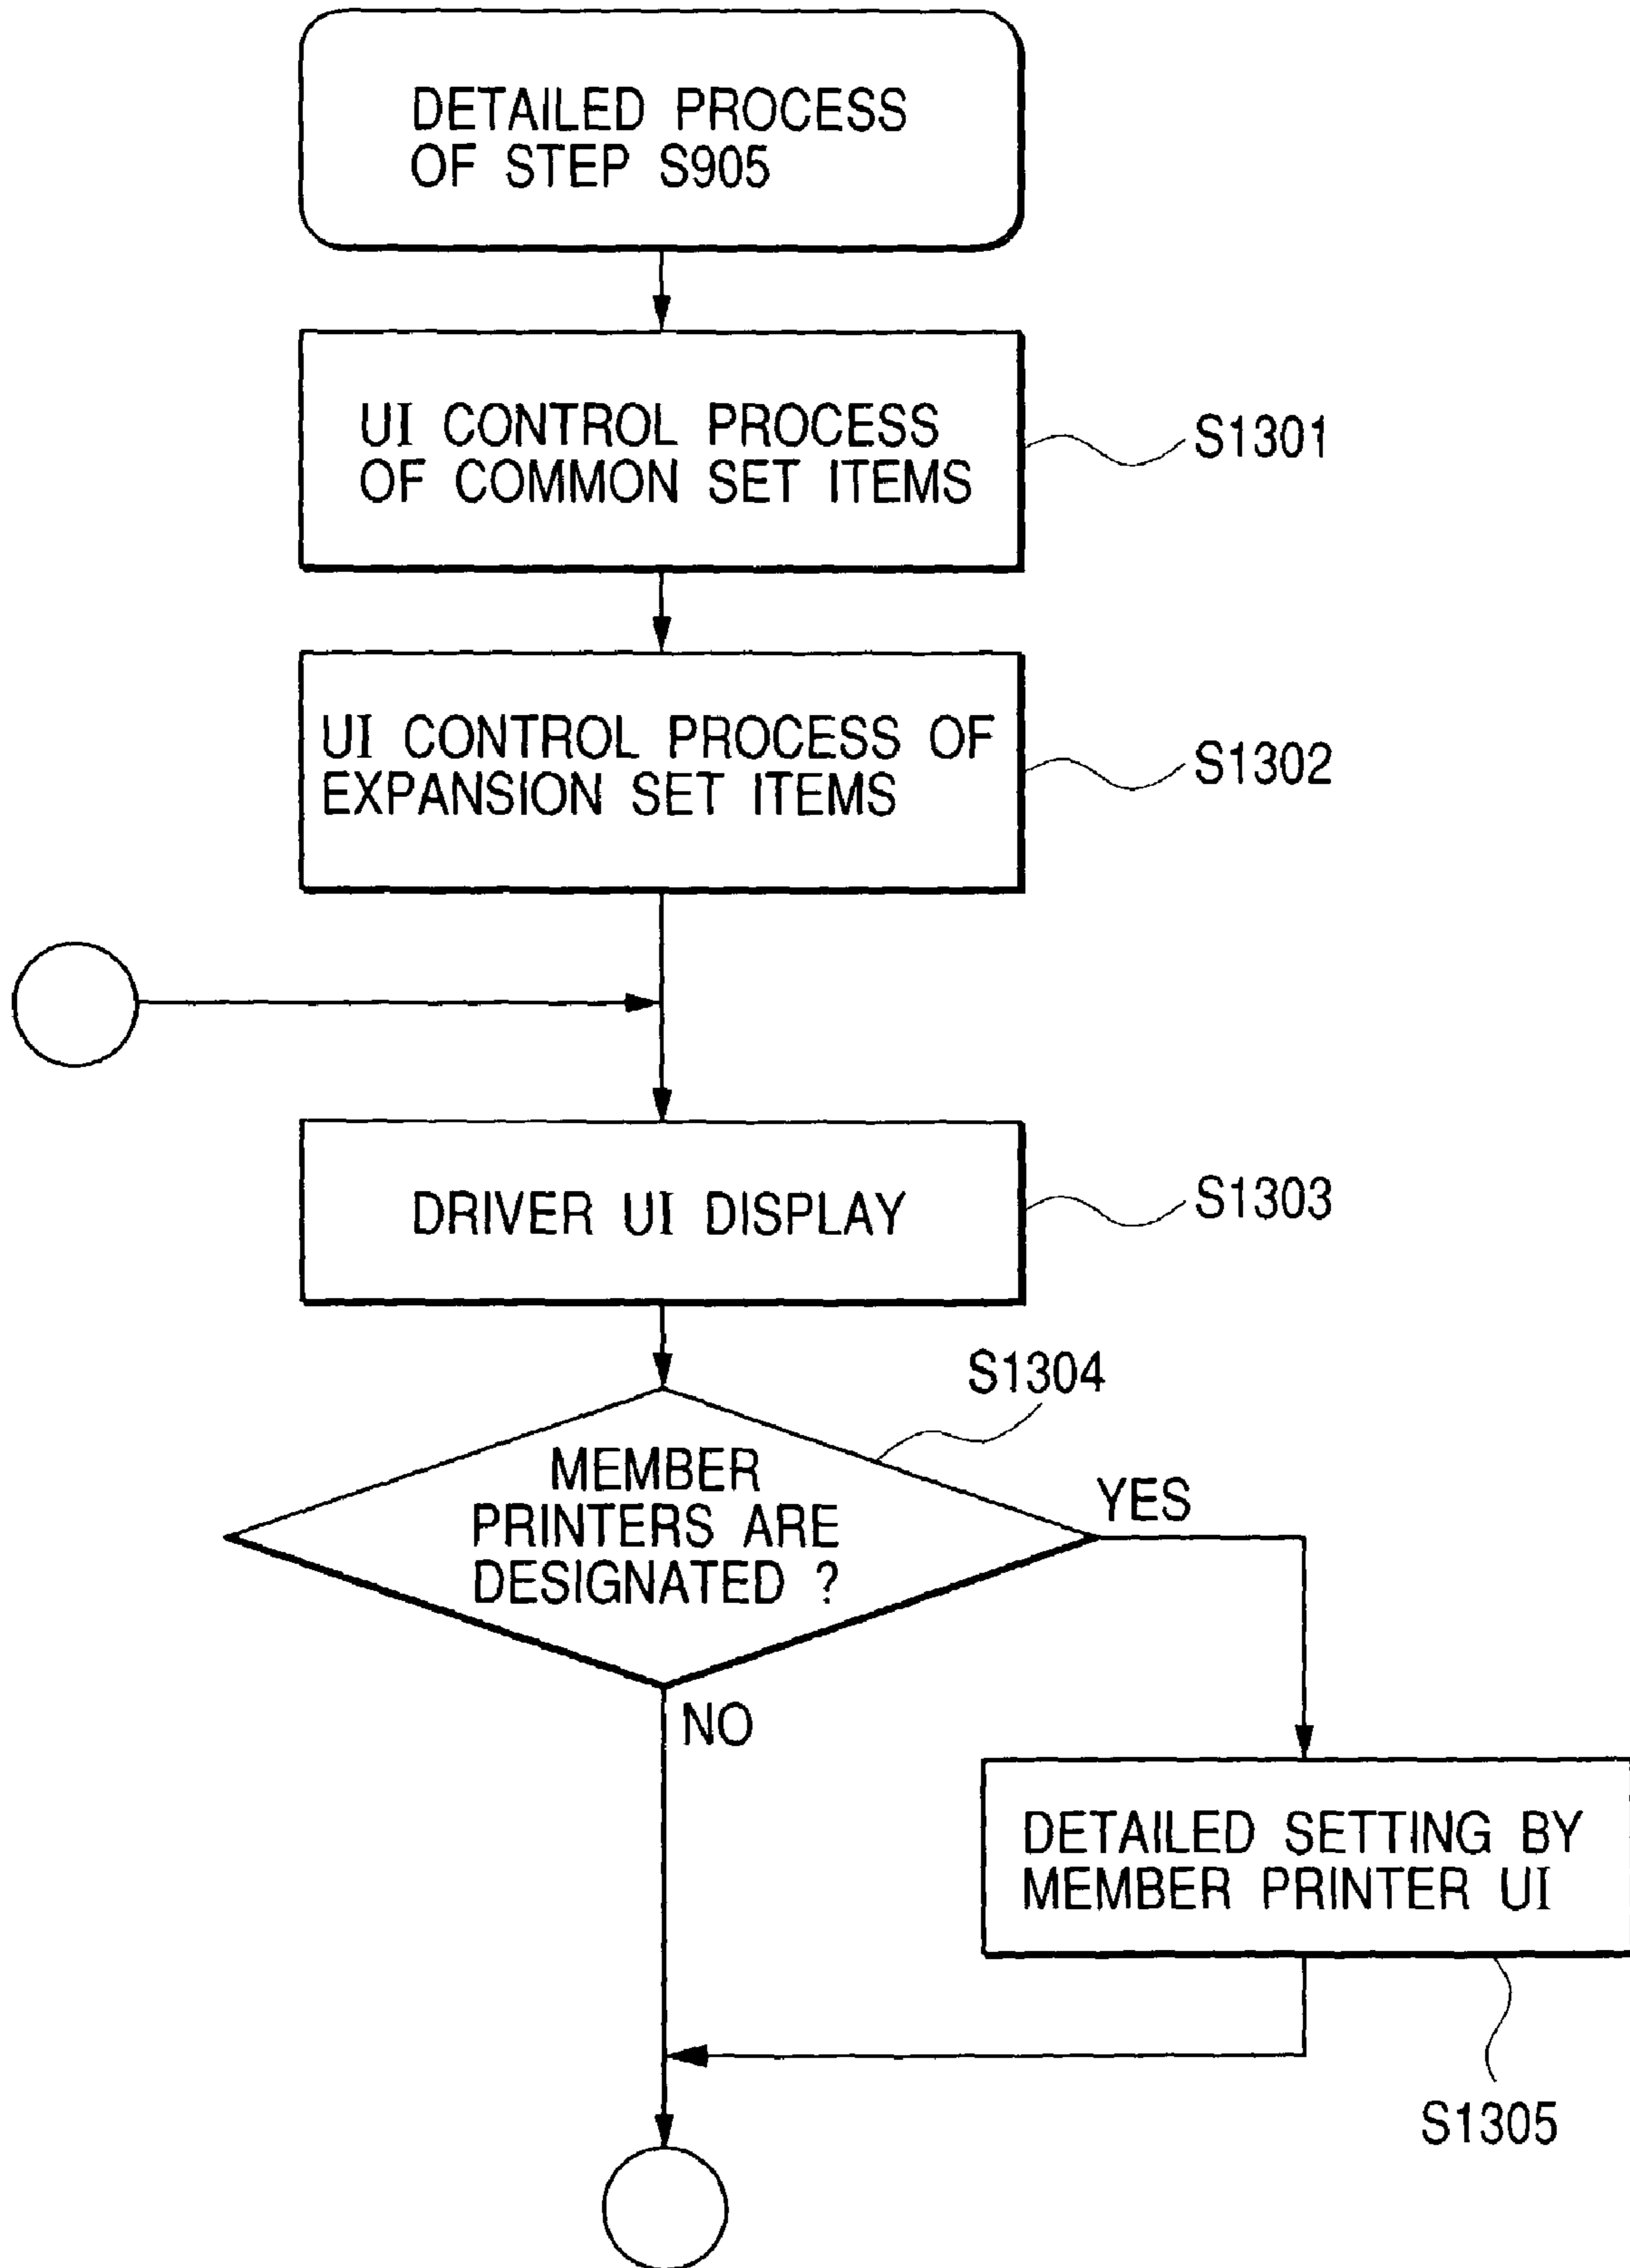 DETAILED PROCESS
OF STEP S905
UI CONTROL PROCESS
OF COMMON SET ITEMS
S1301
UI CONTROL PROCESS OF
EXPANSION SET ITEMS
S1302
DRIVER UI DISPLAY
S1303
S1304
MEMBER
PRINTERS ARE
DESIGNATED ?
YES
NO
DETAILED SETTING BY
MEMBER PRINTER UI
S1305